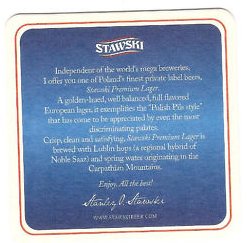 STAWSKI
Independent of the world's mega breweries,
I offer you one of Poland's finest private label beers,
Stawski Premium Lager.
A golden-hued, well balanced, full flavored
European lager, it exemplifies the "Polish Pils style"
that has come to be appreciated by even the most
discriminating palates.
Crisp, clean and satisfying, Stawski Premium Lager is
brewed with Lublin hops (a regional hybrid of
Noble Saaz) and spring water originating in the
Carpathian Mountains.
Enjoy. All the best!
Stanley D. Stawski
WWW.STAWSKIBEER.COM